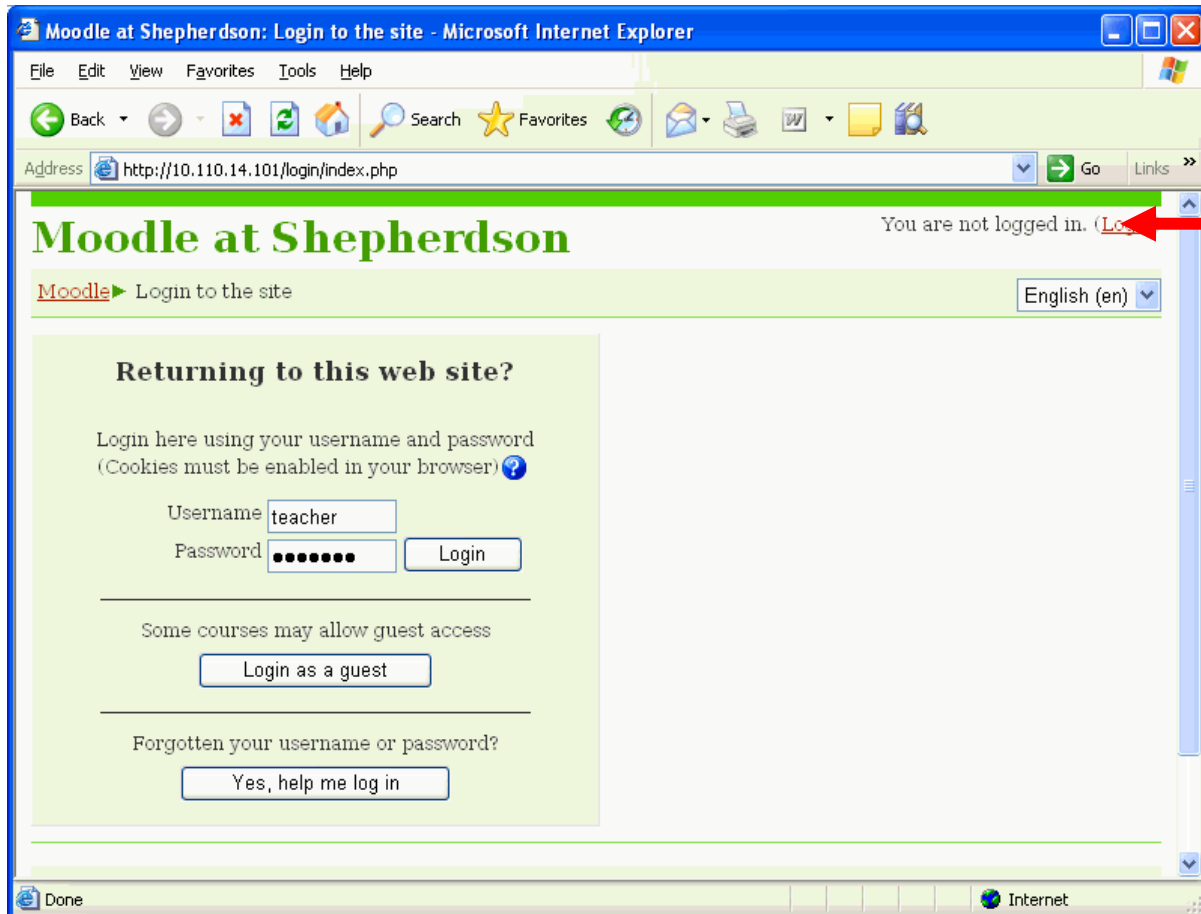 Moodle at Shepherdson: Login to the site - Microsoft Internet Explorer
File Edit View Favorites Tools Help
Back Search Favorites W
Address http://10.110.14.101/login/index.php Go Links »
Moodle at Shepherdson
You are not logged in. (
Moodle► Login to the site
English (en)
Returning to this web site?
Login here using your username and password
(Cookies must be enabled in your browser) ?
Username teacher
Password ●●●●●●● Login
Some courses may allow guest access
Login as a guest
Forgotten your username or password?
Yes, help me log in
Done Internet